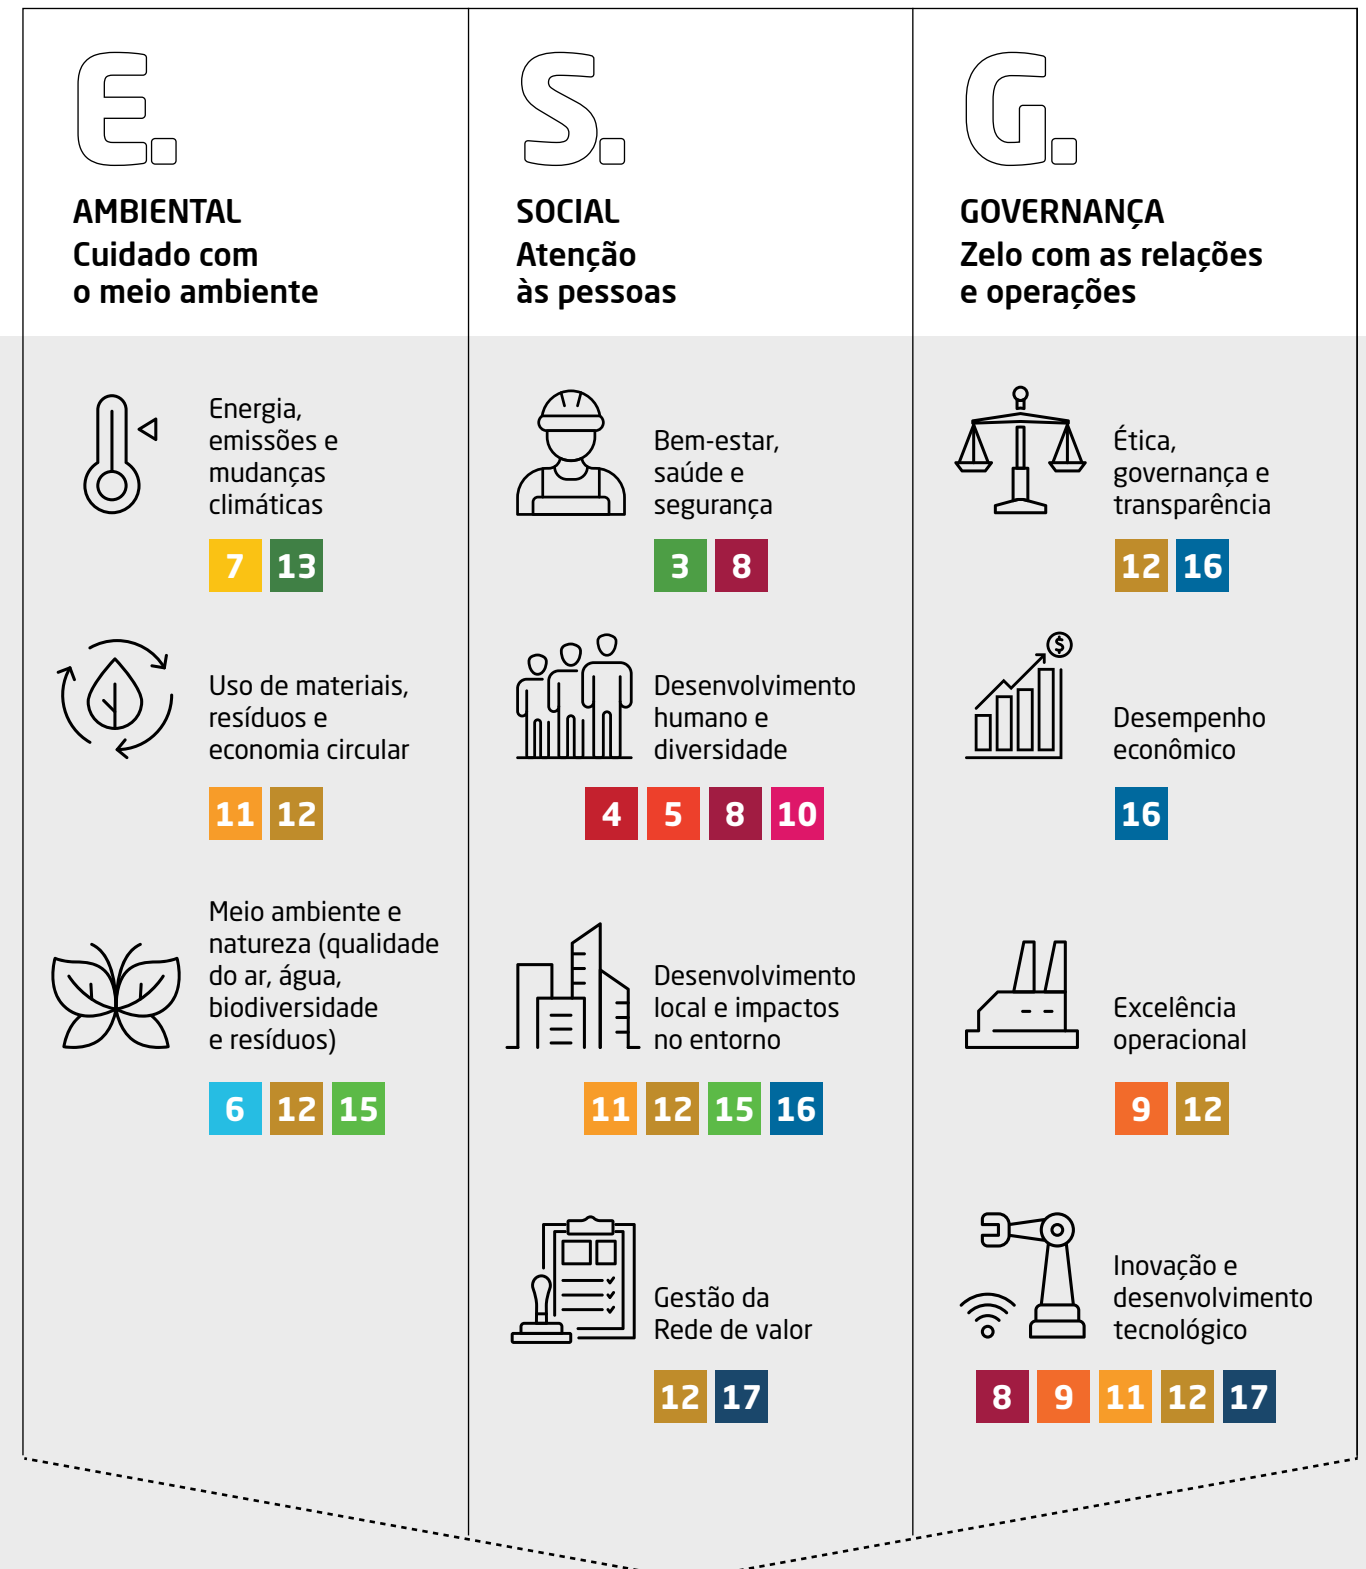 E.
AMBIENTAL
Cuidado com
o meio ambiente
Energia,
emissões e
mudanças
climáticas
7 13
Uso de materiais,
resíduos e
economia circular
11 12
Meio ambiente e
natureza (qualidade
do ar, água,
biodiversidade
e resíduos)
6 12 15
S.
SOCIAL
Atenção
às pessoas
Bem-estar,
saúde e
segurança
3 8
Desenvolvimento
humano e
diversidade
4 5 8 10
Desenvolvimento
local e impactos
no entorno
11 12 15 16
Gestão da
Rede de valor
12 17
G.
GOVERNANÇA
Zelo com as relações
e operações
Ética,
governança e
transparência
12 16
$
Desempenho
econômico
16
Excelência
operacional
9 12
Inovação e
desenvolvimento
tecnológico
8 9 11 12 17